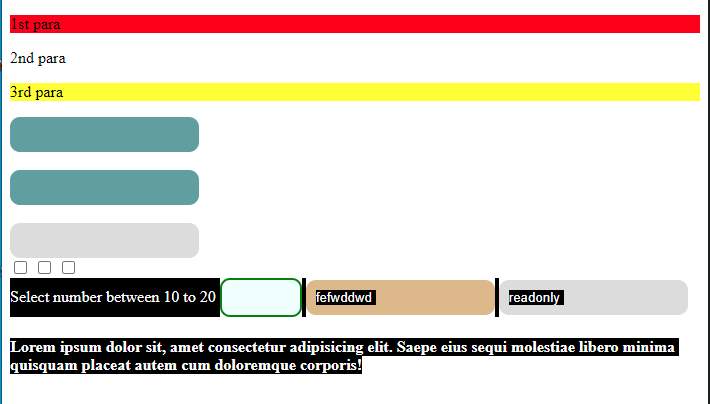 1st para
2nd para
3rd para
Select number between 10 to 20 fefwddwd readonly
Lorem ipsum dolor sit, amet consectetur adipisicing elit. Saepe eius sequi molestiae libero minima
quisquam placeat autem cum doloremque corporis!